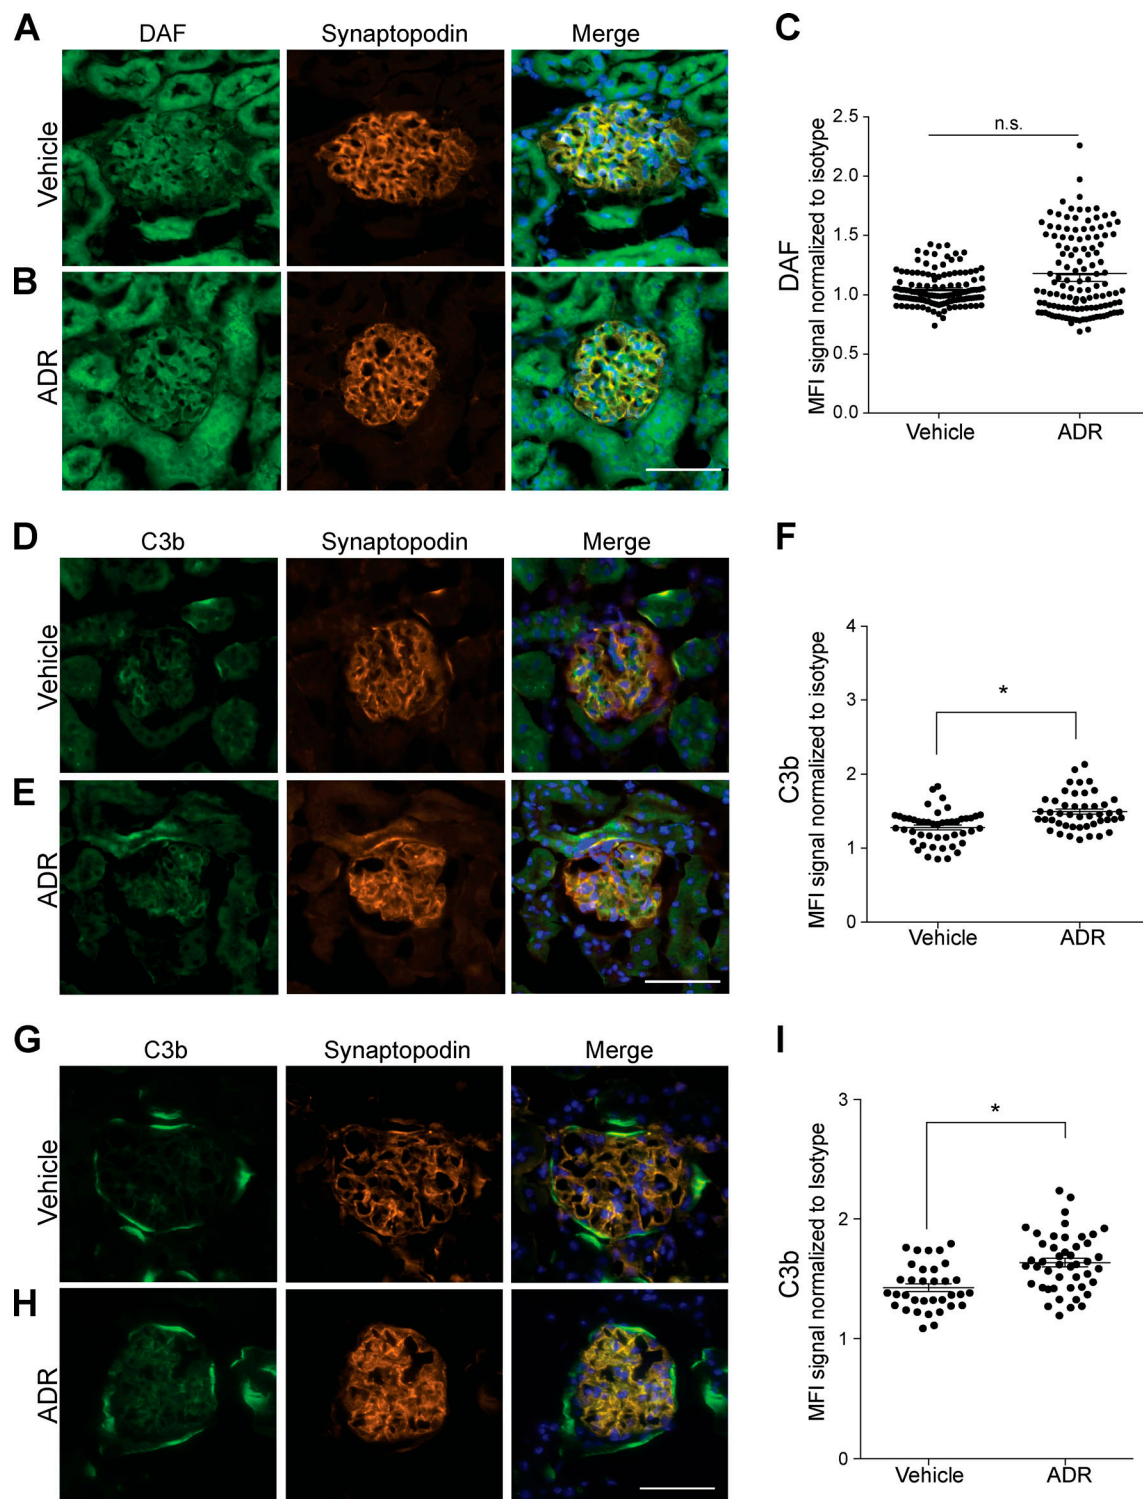 A
DAF
Synaptopodin
Merge
Vehicle
B
ADR
C
DAF
MFI signal normalized to isotype
2.5
2.0
1.5
1.0
0.5
0.0
n.s.
Vehicle
ADR
D
C3b
Synaptopodin
Merge
Vehicle
E
ADR
F
C3b
MFI signal normalized to isotype
4
3
2
1
0
*
Vehicle
ADR
G
C3b
Synaptopodin
Merge
Vehicle
H
ADR
I
C3b
MFI signal normalized to Isotype
3
2
1
0
*
Vehicle
ADR